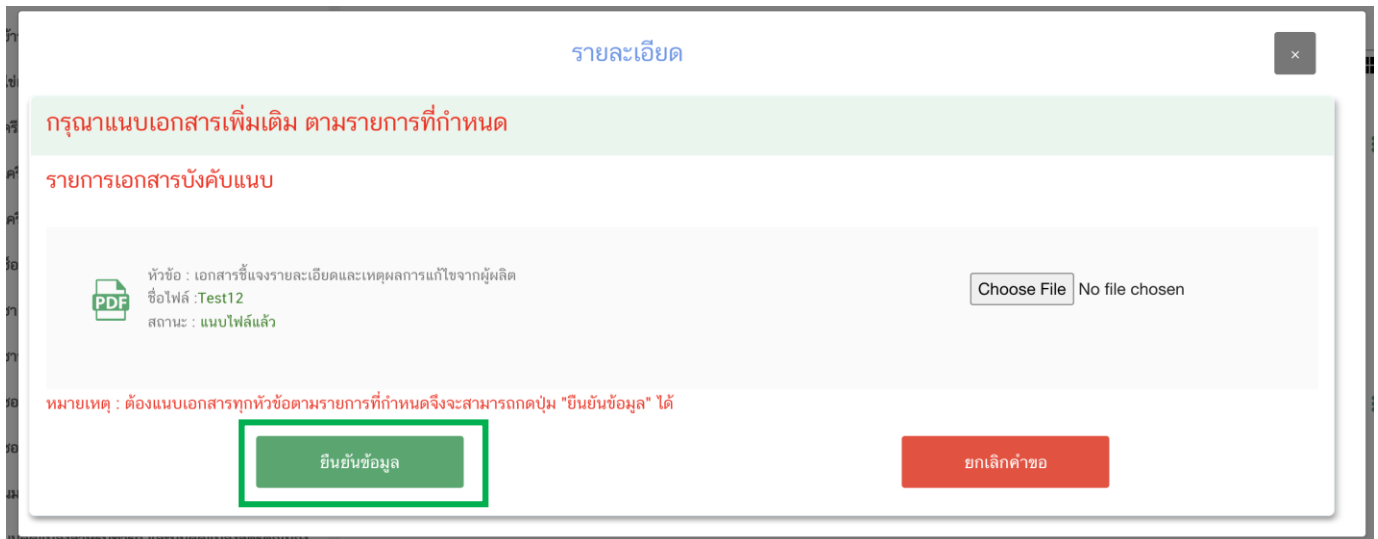 รายละเอียด
×
กรุณาแนบเอกสารเพิ่มเติม ตามรายการที่กำหนด
รายการเอกสารบังคับแนบ
หัวข้อ : เอกสารชี้แจงรายละเอียดและเหตุผลการแก้ไขจากผู้ผลิต
PDF
ชื่อไฟล์ :Test12
สถานะ : แนบไฟล์แล้ว
Choose File No file chosen
หมายเหตุ : ต้องแนบเอกสารทุกหัวข้อตามรายการที่กำหนดจึงจะสามารถกดปุ่ม "ยืนยันข้อมูล" ได้
ยืนยันข้อมูล
ยกเลิกคำขอ